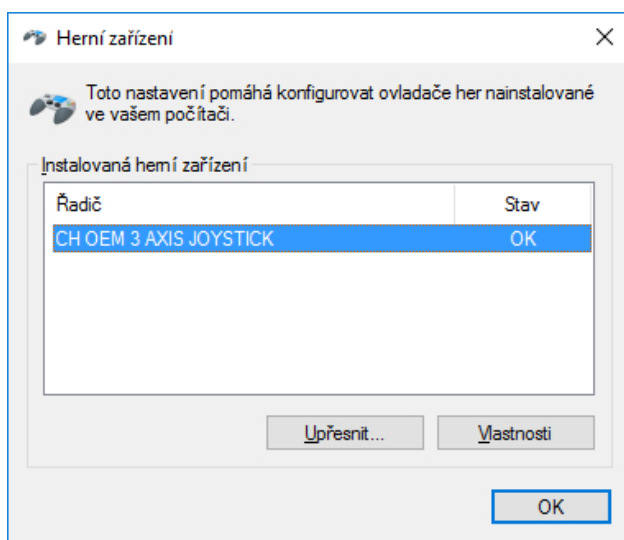 Herní zařízení
Toto nastavení pomáhá konfigurovat ovladače her nainstalované
ve vašem počítači.
Instalovaná herní zařízení
Řadič Stav
CH OEM 3 AXIS JOYSTICK OK
Upřesnit... Vlastnosti
OK